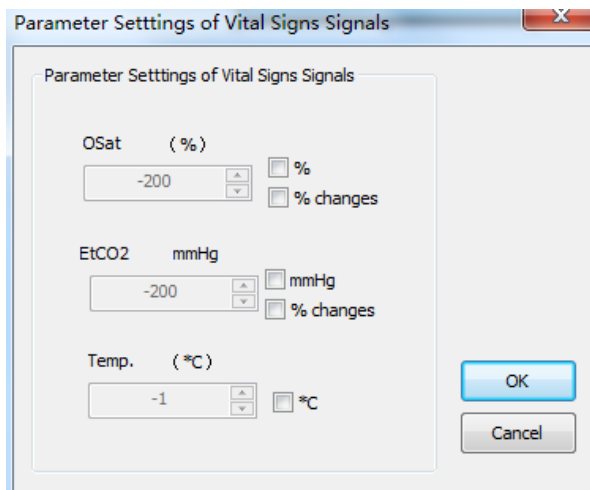 Parameter Setttings of Vital Signs Signals
Parameter Setttings of Vital Signs Signals
OSat (%)
-200
%
% changes
EtCO2 mmHg
-200
mmHg
% changes
Temp. (*C)
-1
*C
OK
Cancel